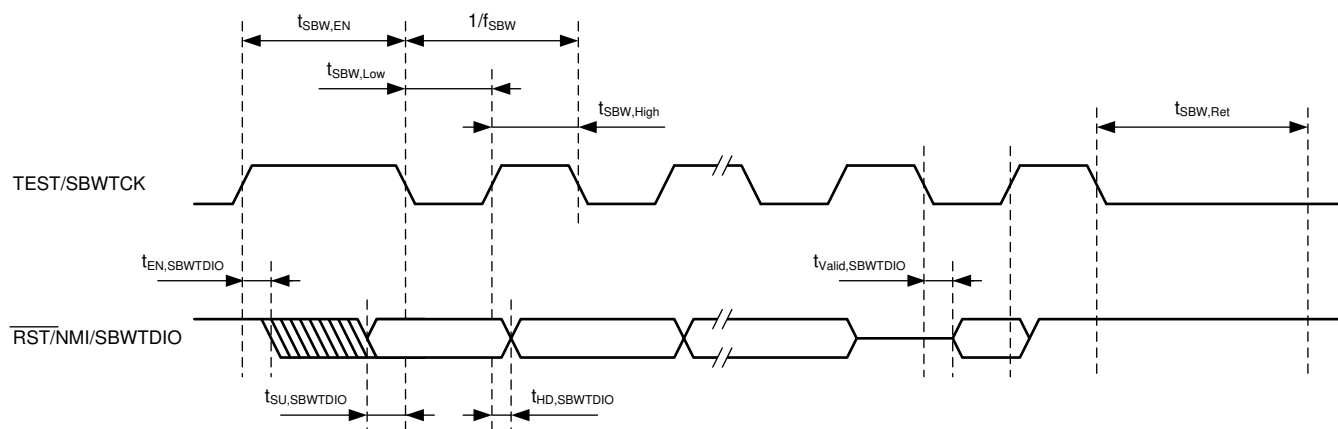 tSBW,EN
1/fSBW
tSBW,Low
tSBW,High
tSBW,Ret
TEST/SBWTCK
tEN,SBWTDIO
tValid,SBWTDIO
RST/NMI/SBWTDIO
tSU,SBWTDIO
tHD,SBWTDIO